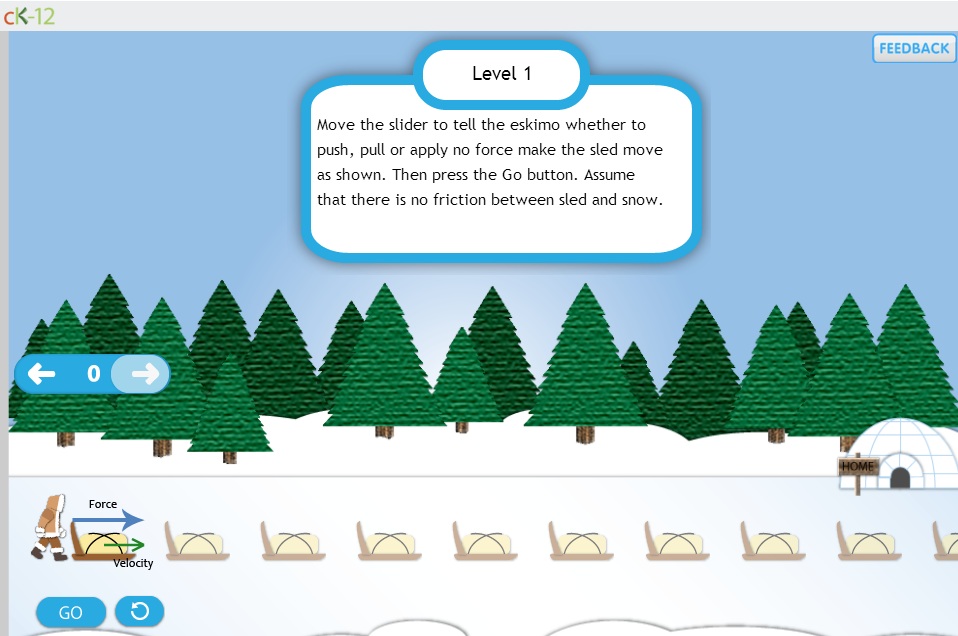 cK-12
FEEDBACK
Level 1
Move the slider to tell the eskimo whether to
push, pull or apply no force make the sled move
as shown. Then press the Go button. Assume
that there is no friction between sled and snow.
0
HOME
Force
Velocity
GO